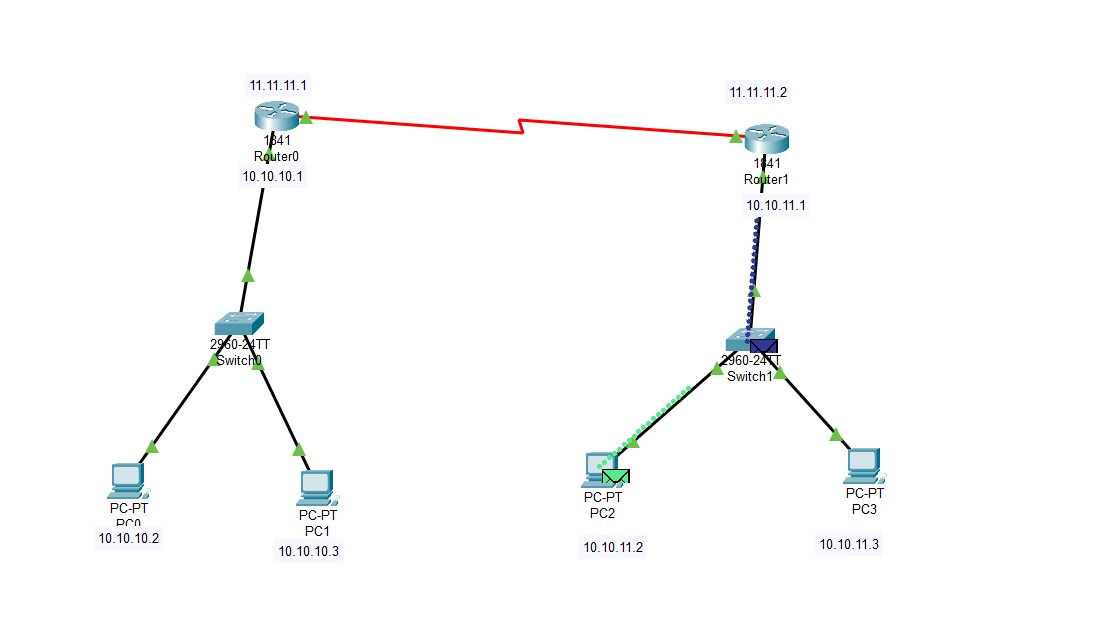 11.11.11.1
1841
Router0
10.10.10.1
11.11.11.2
1841
Router1
10.10.11.1
2960-24TT
Switch0
2960-24TT
Switch1
PC-PT
PC0
10.10.10.2
PC-PT
PC1
10.10.10.3
PC-PT
PC2
10.10.11.2
PC-PT
PC3
10.10.11.3